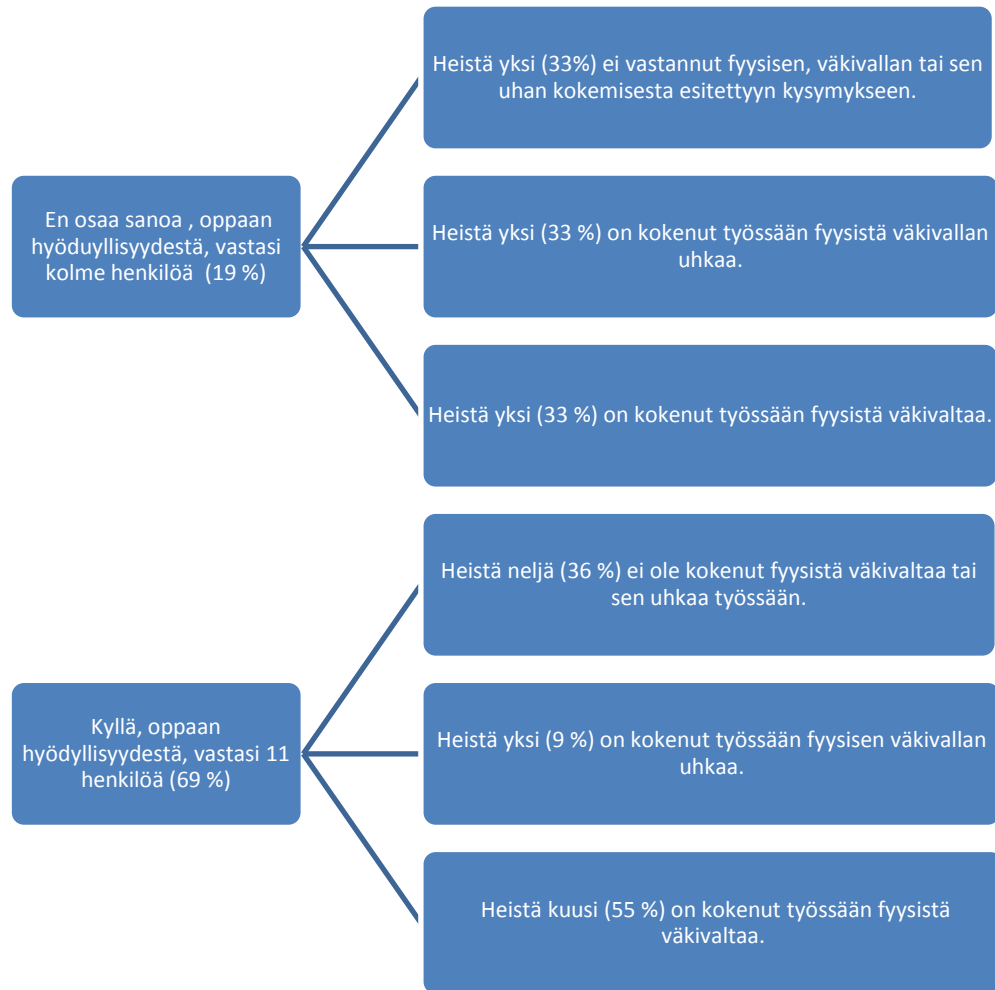 Heistä yksi (33%) ei vastannut fyysisen, väkivallan tai sen
uhan kokemisesta esitettyyn kysymykseen.
En osaa sanoa , oppaan
hyöduyllisyydestä, vastasi
kolme henkilöä (19 %)
Heistä yksi (33 %) on kokenut työssään fyysistä väkivallan
uhkaa.
Heistä yksi (33 %) on kokenut työssään fyysistä väkivaltaa.
Heistä neljä (36 %) ei ole kokenut fyysistä väkivaltaa tai
sen uhkaa työssään.
Kyllä, oppaan
hyödyllisyydestä, vastasi 11
henkilöä (69 %)
Heistä yksi (9 %) on kokenut työssään fyysisen väkivallan
uhkaa.
Heistä kuusi (55 %) on kokenut työssään fyysistä
väkivaltaa.